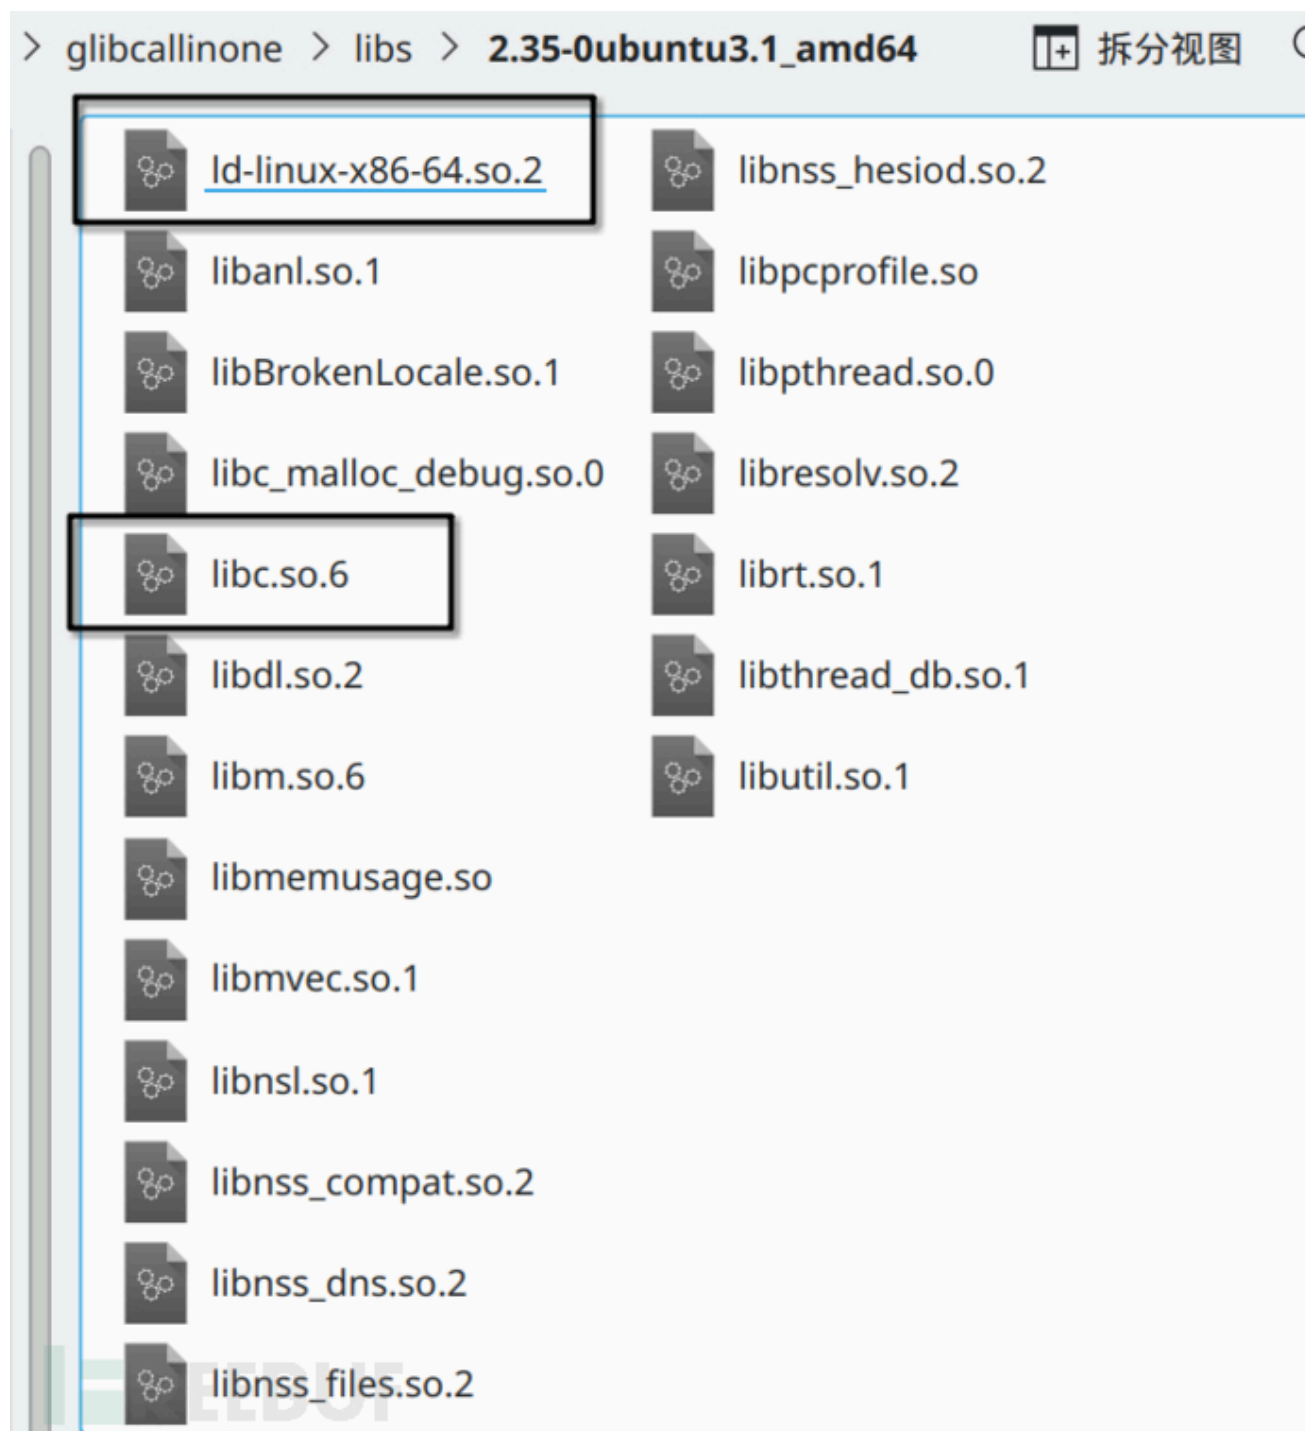 > glibcallinone > libs > 2.35-0ubuntu3.1_amd64 拆分视图
ld-linux-x86-64.so.2
libanl.so.1
libBrokenLocale.so.1
libc_malloc_debug.so.0
libc.so.6
libdl.so.2
libm.so.6
libmemusage.so
libmvec.so.1
libnsl.so.1
libnss_compat.so.2
libnss_dns.so.2
libnss_files.so.2
libnss_hesiod.so.2
libpcprofile.so
libpthread.so.0
libresolv.so.2
librt.so.1
libthread_db.so.1
libutil.so.1
FREEBUF